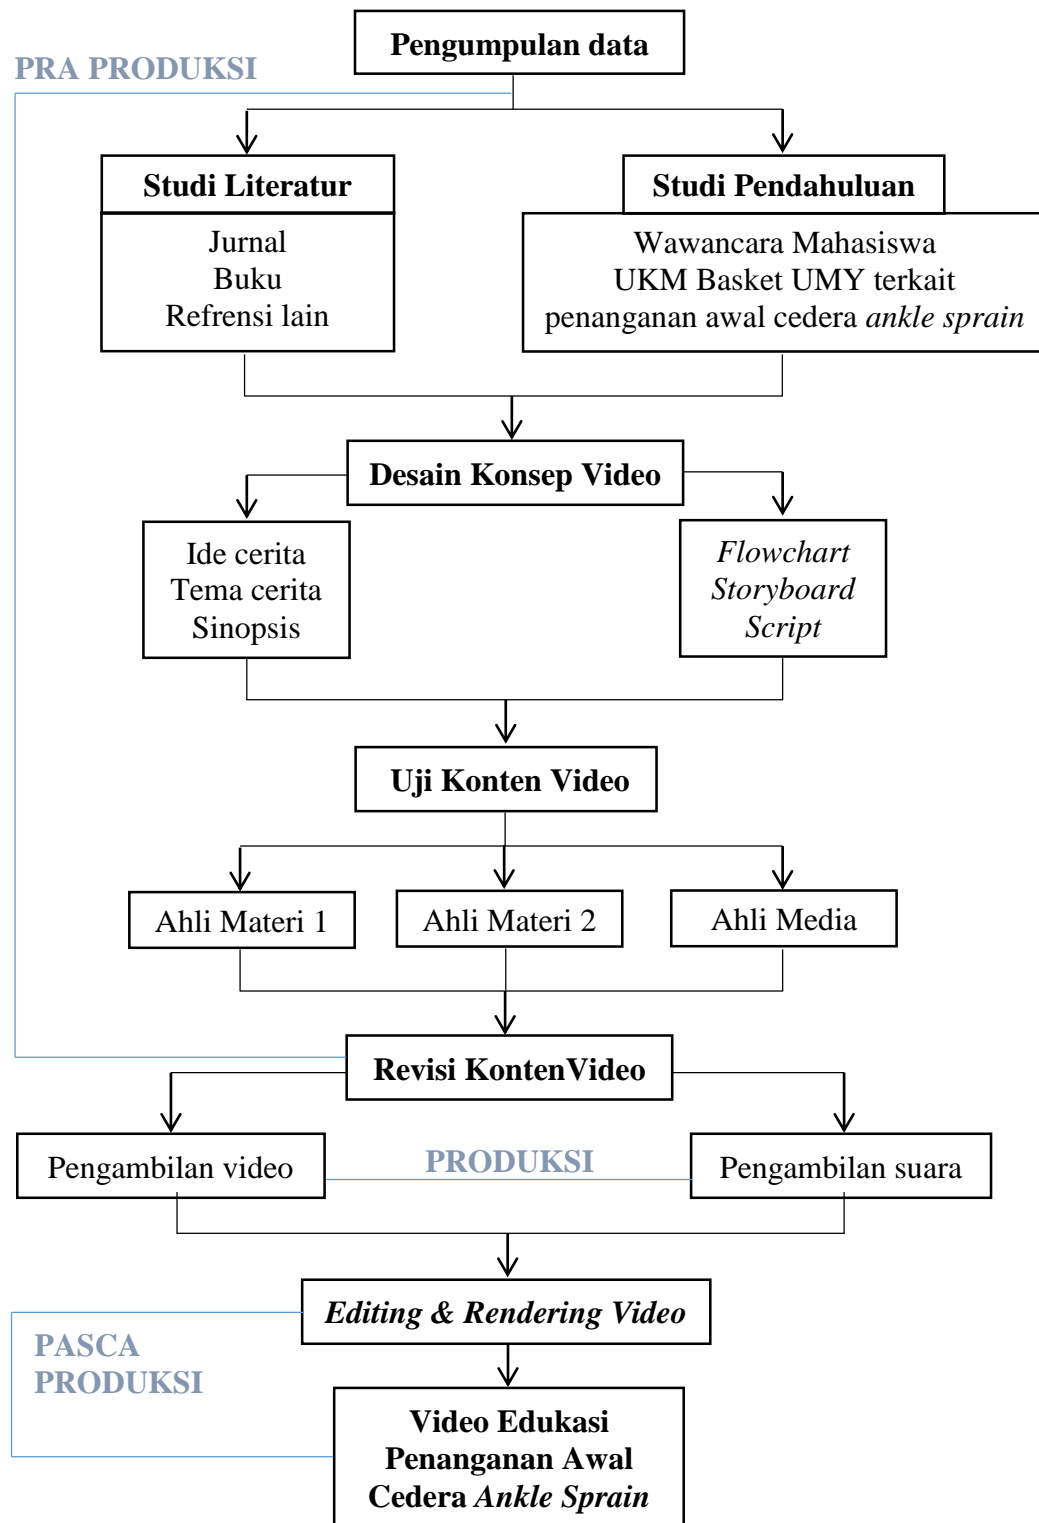 Pengumpulan data
PRA PRODUKSI
Studi Literatur
Jurnal
Buku
Refrensi lain
Studi Pendahuluan
Wawancara Mahasiswa
UKM Basket UMY terkait
penanganan awal cedera ankle sprain
Desain Konsep Video
Ide cerita
Tema cerita
Sinopsis
Flowchart
Storyboard
Script
Uji Konten Video
Ahli Materi 1
Ahli Materi 2
Ahli Media
Revisi KontenVideo
Pengambilan video
PRODUKSI
Pengambilan suara
Editing & Rendering Video
PASCA
PRODUKSI
Video Edukasi
Penanganan Awal
Cedera Ankle Sprain